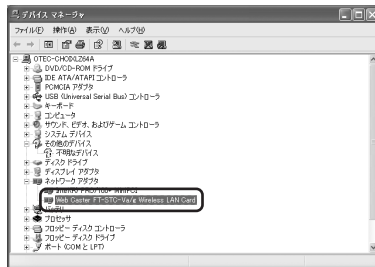 デバイス マネージャ
ファイル(F) 操作(A) 表示(V) ヘルプ(H)
OTEC-CHODXLZ64A
DVD/CD-ROM ドライブ
IDE ATA/ATAPI コントローラ
PCMCIA アダプタ
USB (Universal Serial Bus) コントローラ
キーボード
コンピュータ
サウンド、ビデオ、およびゲーム コントローラ
システム デバイス
その他のデバイス
不明なデバイス
ディスク ドライブ
ディスプレイ アダプタ
ネットワーク アダプタ
Web Caster FT-STC-Va/g Wireless LAN Card
プロセッサ
フロッピー ディスク コントローラ
フロッピー ディスク ドライブ
ポート (COM と LPT)